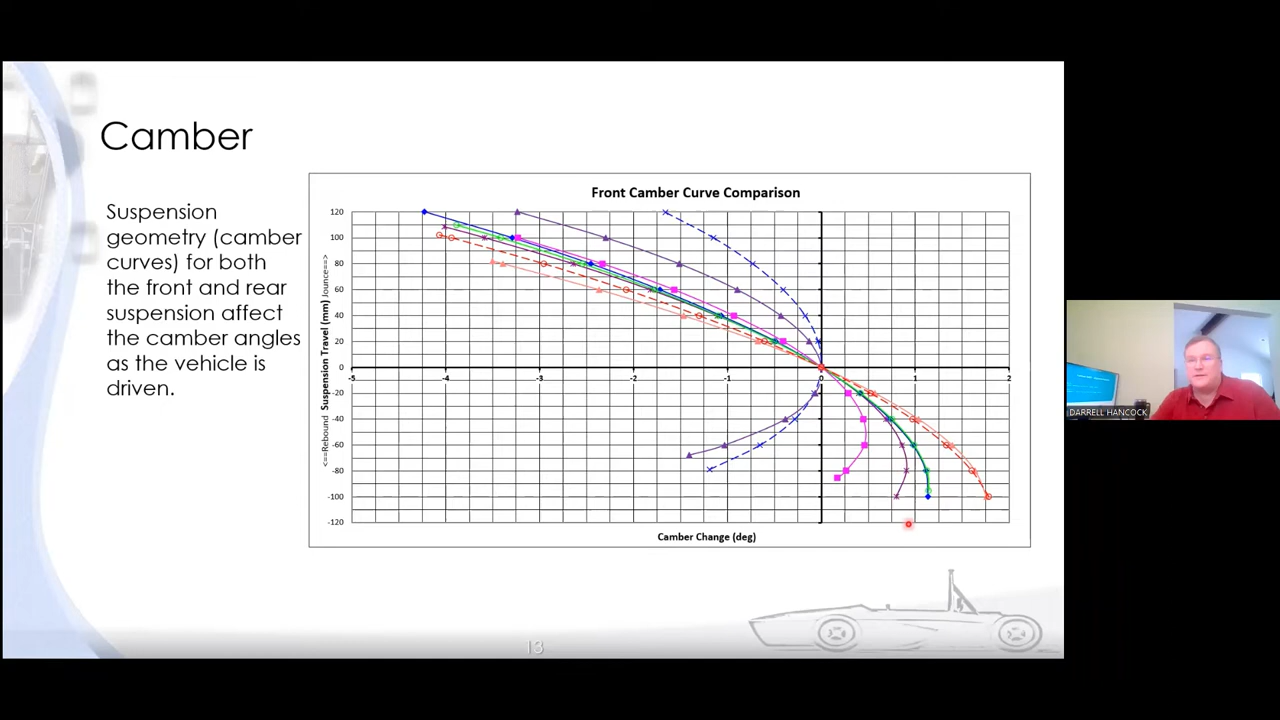 Camber
Suspension
geometry (camber
curves) for both
the front and rear
suspension affect
the camber angles
as the vehicle is
driven.
Front Camber Curve Comparison
120
100
80
60
40
20
0
-20
-40
-60
-80
-100
-120
<==Rebound Suspension Travel (mm) Jounce==>
-5 -4 -3 -2 -1 0 1 2
Camber Change (deg)
13
DARRELL HANCOCK